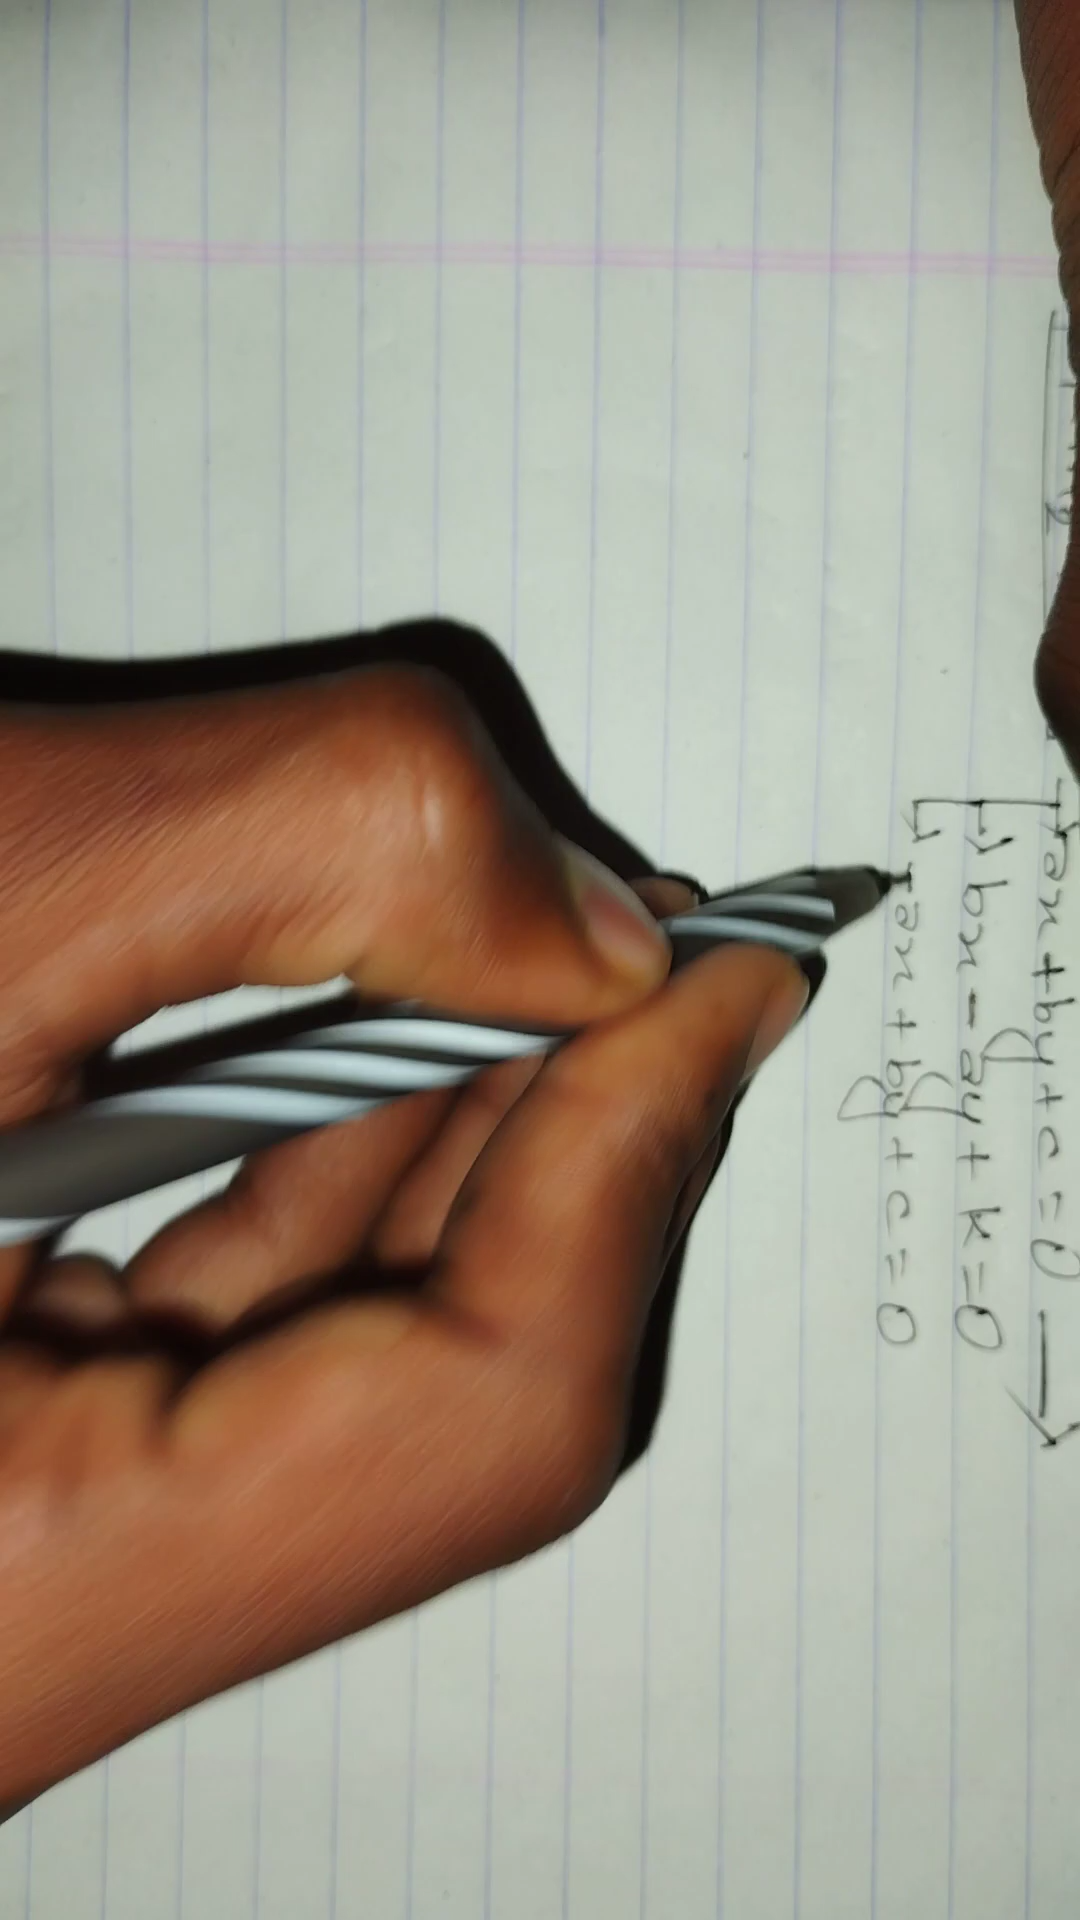 ax + by + c = 0 →
bx - ay + k = 0
ax + by + c = 0